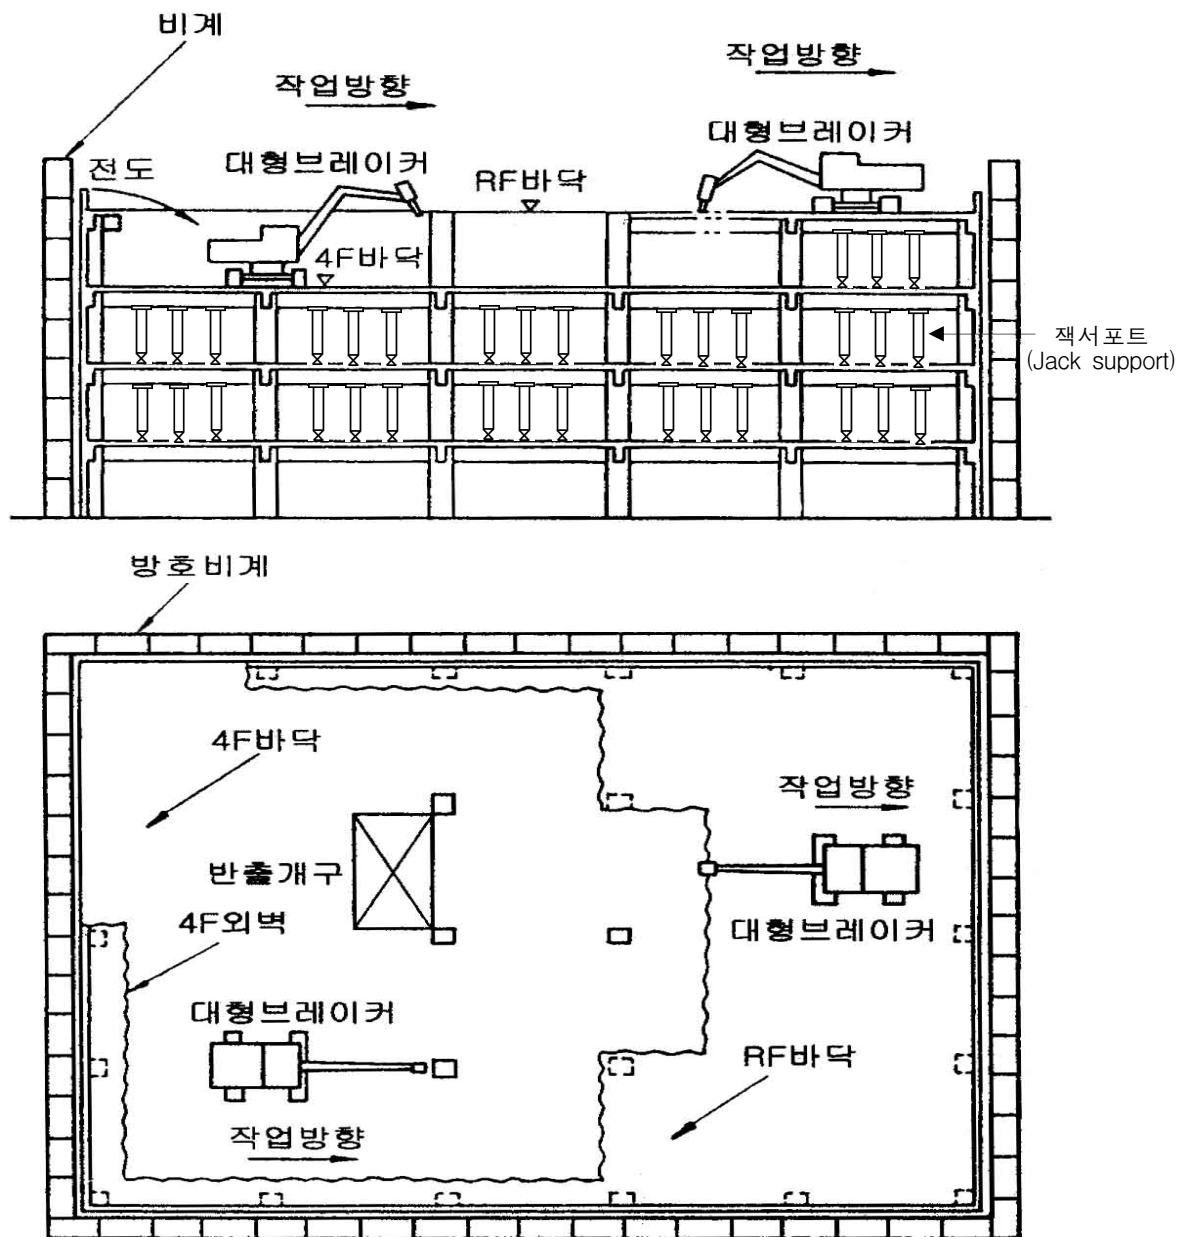 비계
작업방향
작업방향
대형브레이커
대형브레이커
전도
RF바닥
4F바닥
잭서포트
(Jack support)
방호비계
4F바닥
작업방향
반출개구
4F외벽
대형브레이커
대형브레이커
RF바닥
작업방향